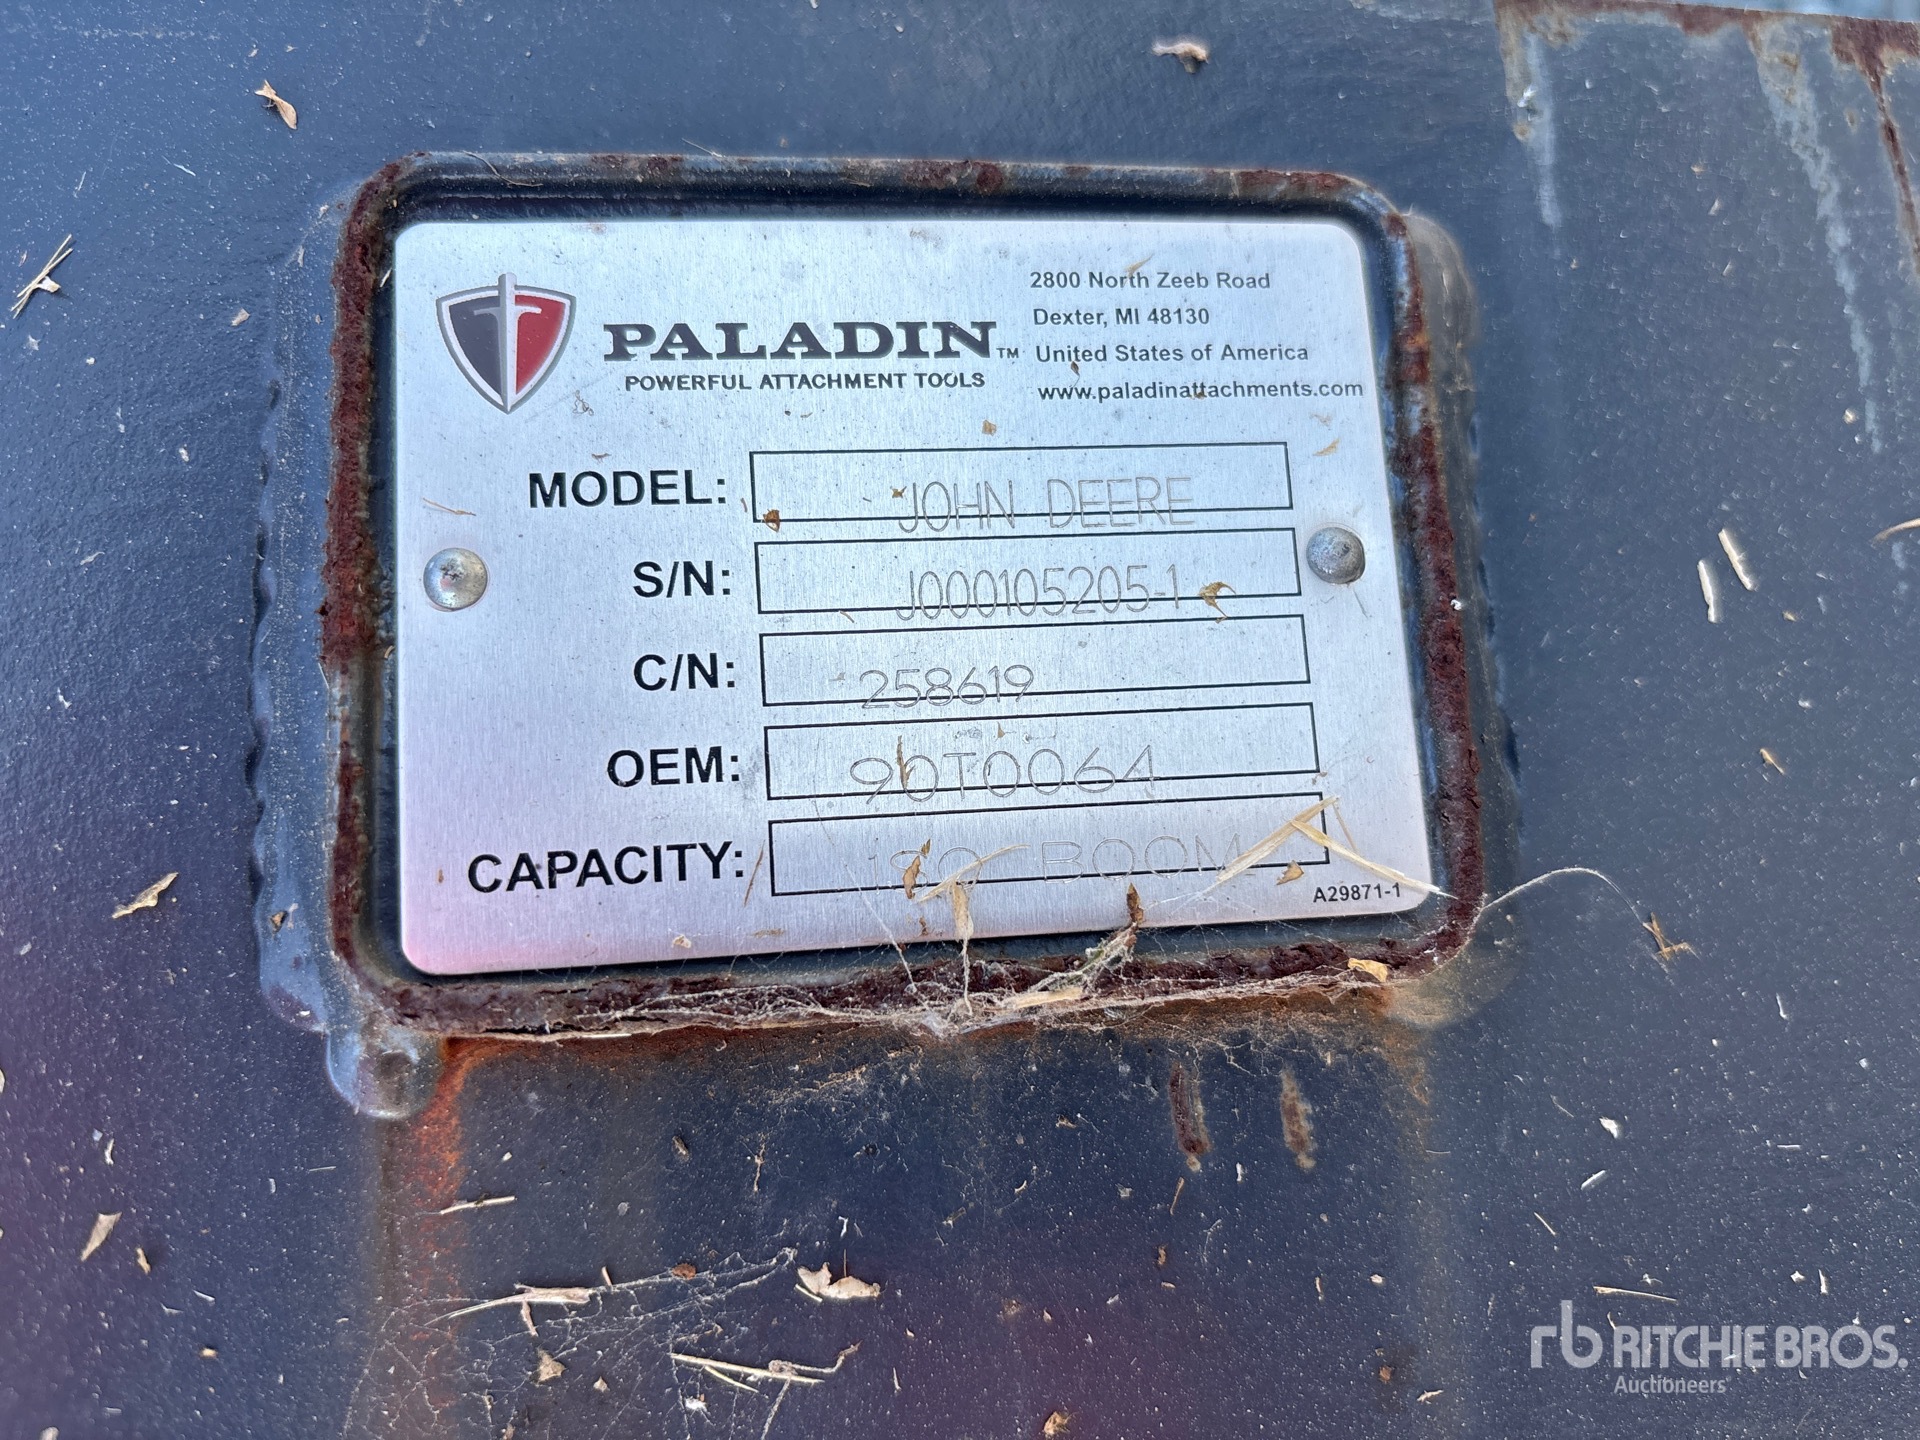 PALADIN™
POWERFUL ATTACHMENT TOOLS
2800 North Zeeb Road
Dexter, MI 48130
United States of America
www.paladinattachments.com
MODEL: JOHN DEERE
S/N: J000105205-1
C/N: 258619
OEM: 90T0064
CAPACITY: BOOM
A29871-1
rb RITCHIE BROS.
Auctioneers